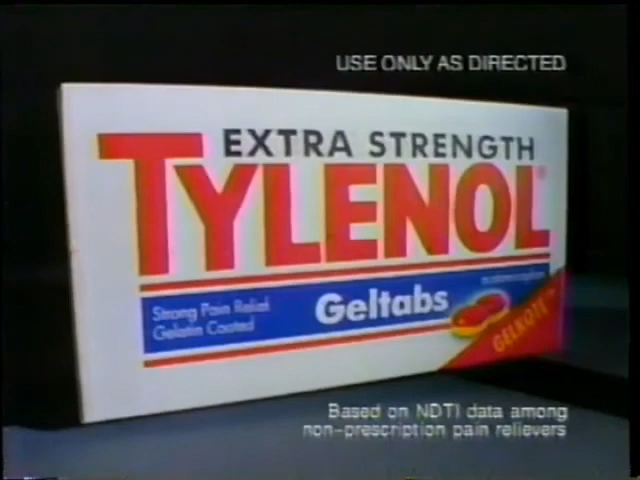 USE ONLY AS DIRECTED
EXTRA STRENGTH
TYLENOL®
Strong Pain Relief
Gelatin Coated
Geltabs
GELKOTE™
Based on NDTI data among
non-prescription pain relievers